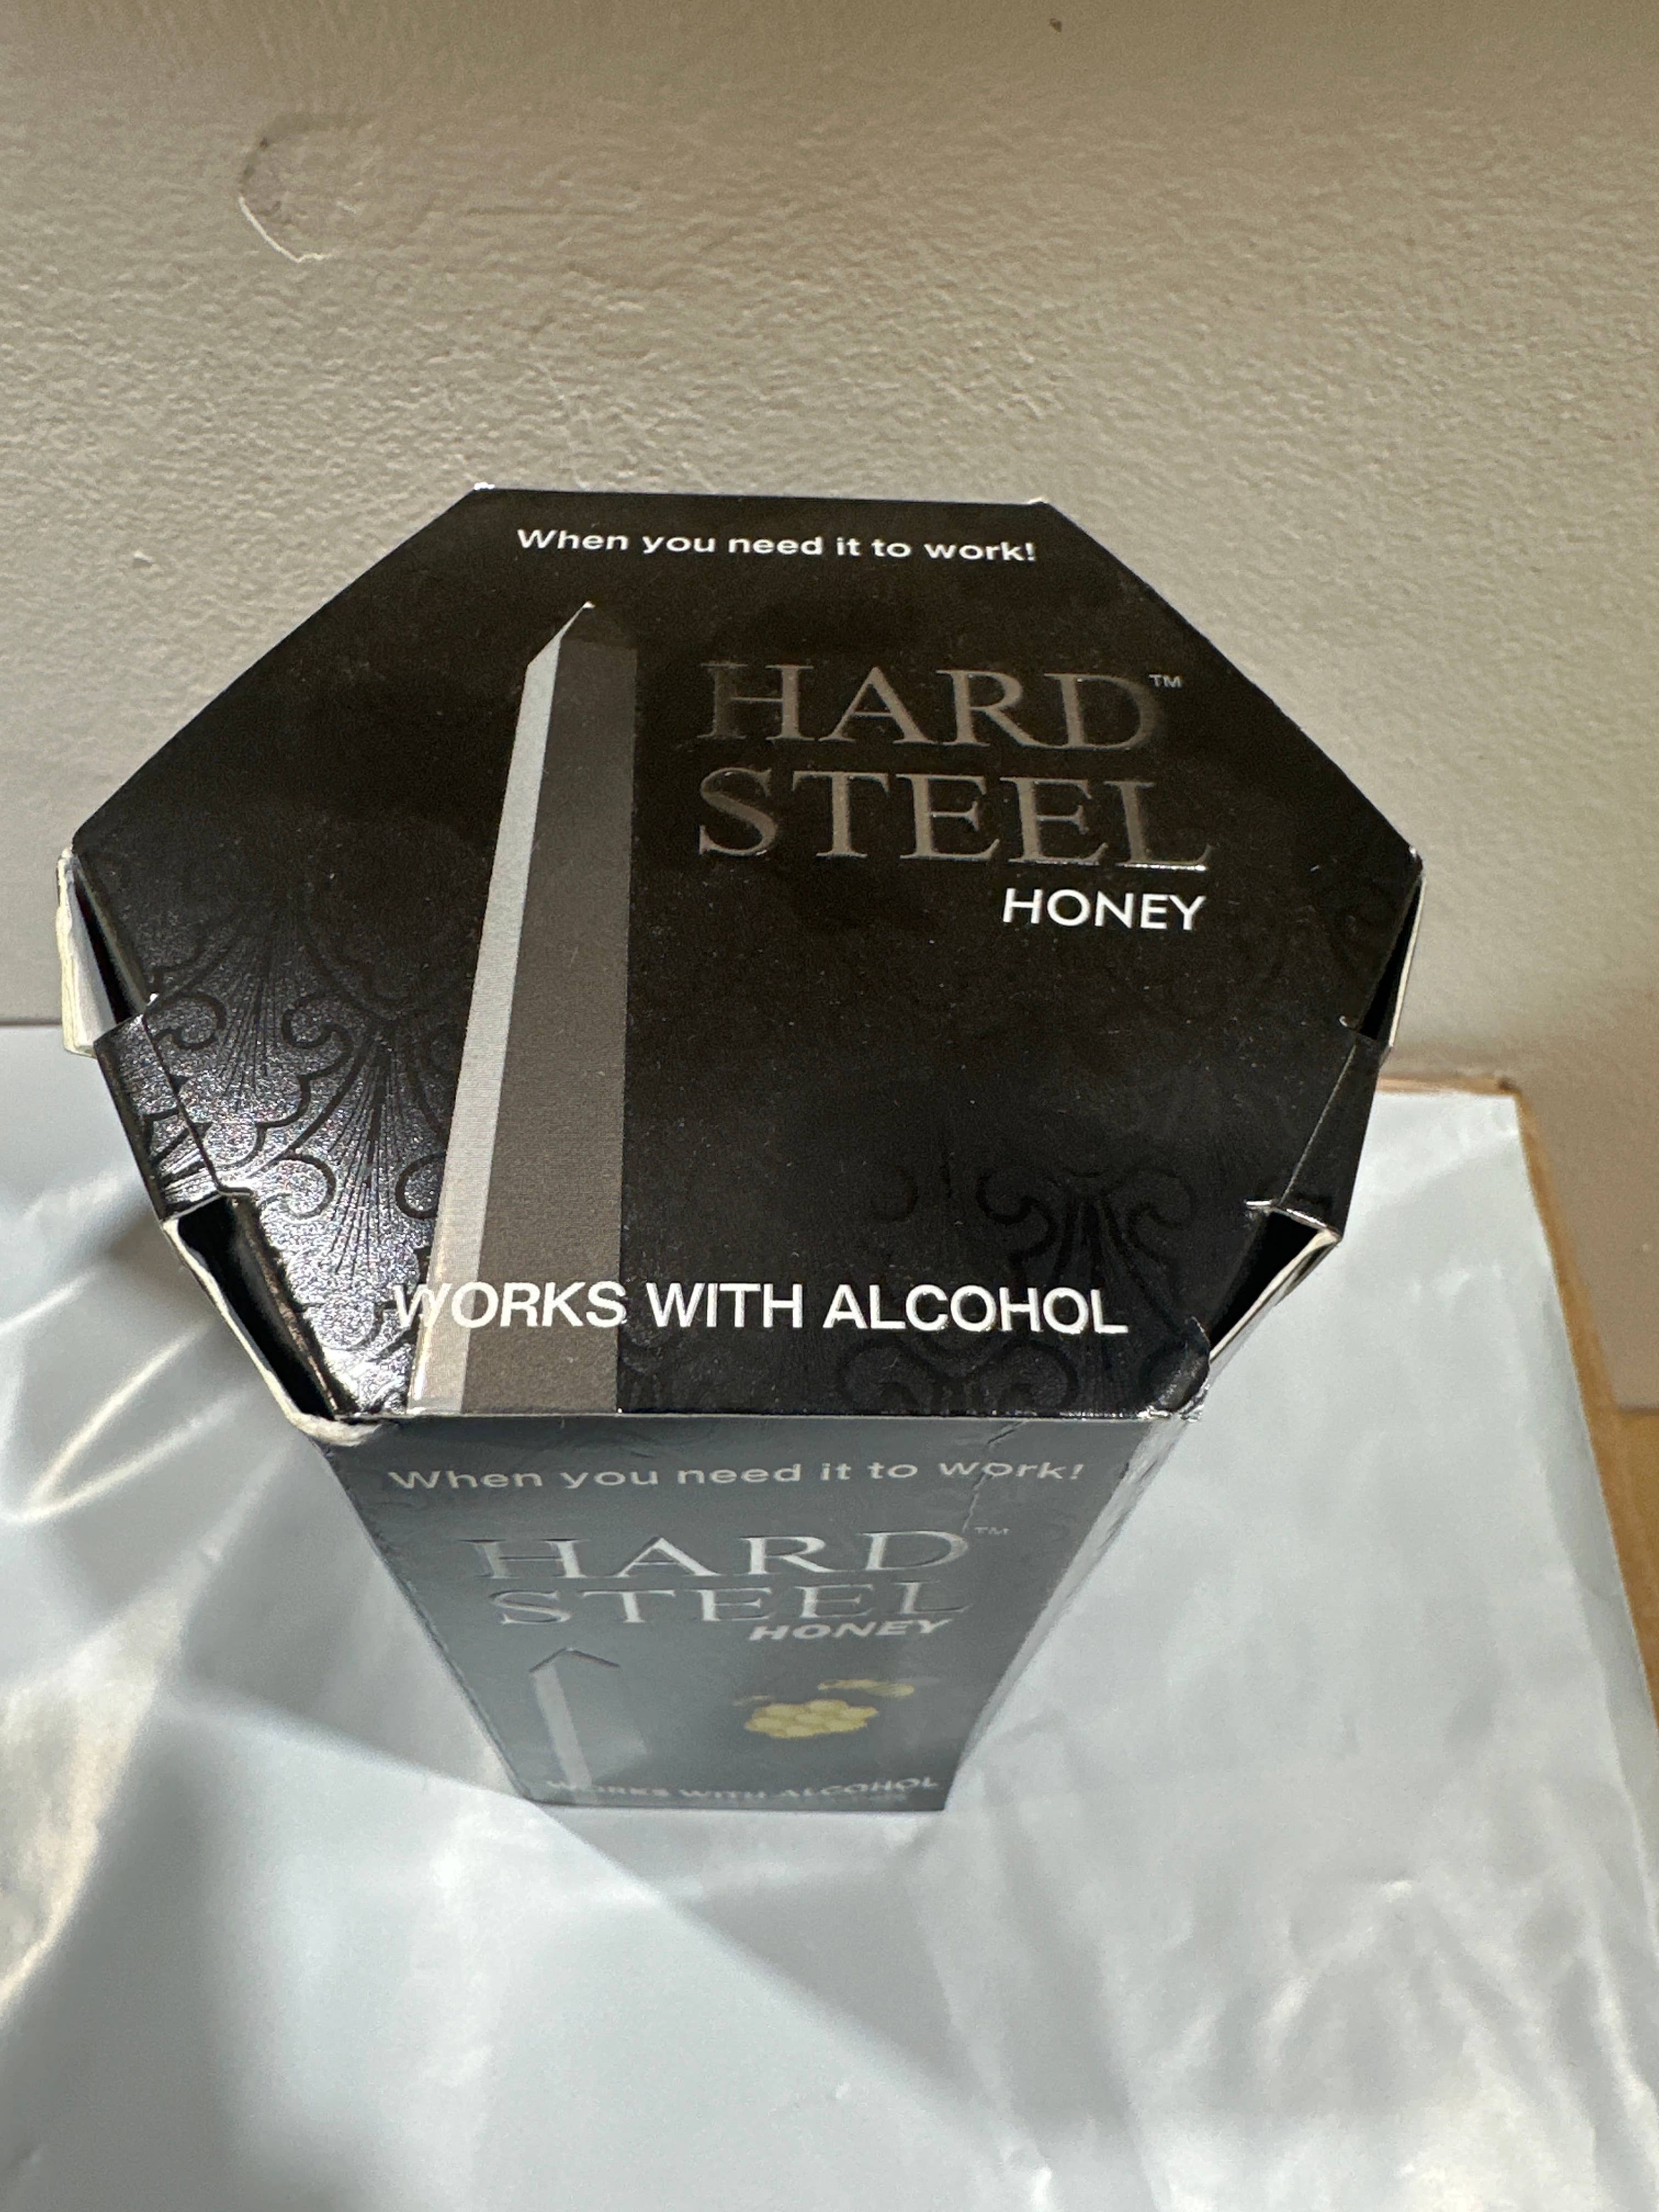 When you need it to work!
HARD™
STEEL
HONEY
WORKS WITH ALCOHOL
When you need it to work!
HARD™
STEEL
HONEY
WORKS WITH ALCOHOL